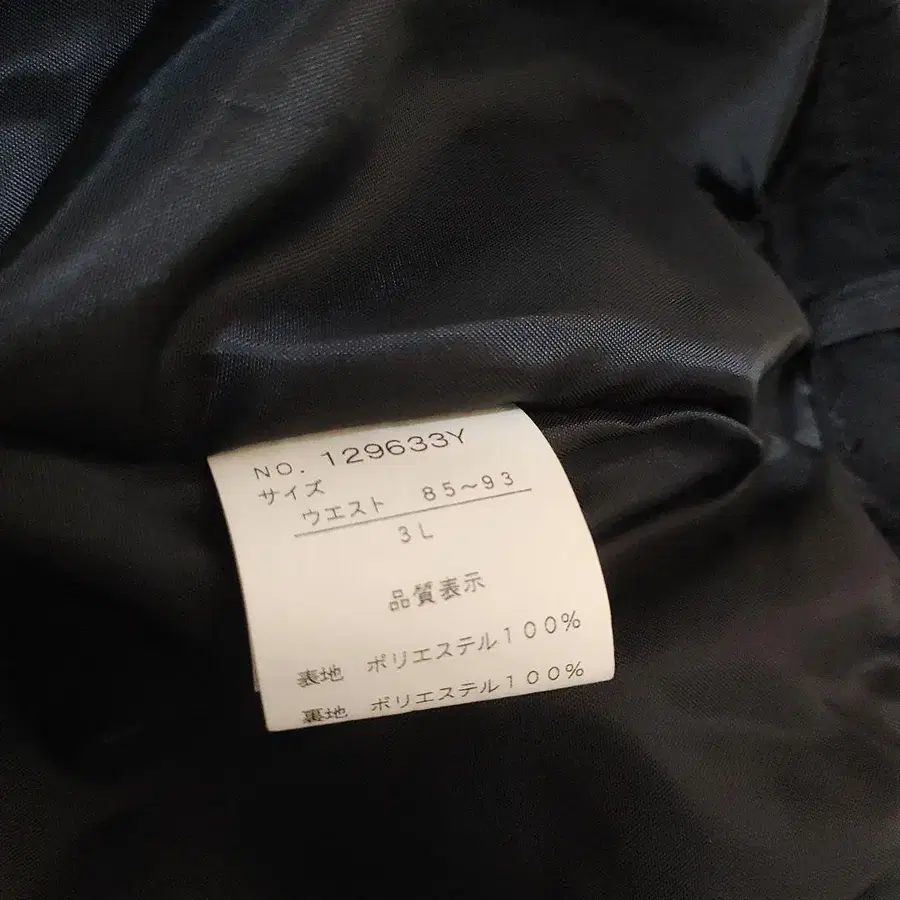 NO. 129633Y
サイズ
ウエスト 85～93
3L
品質表示
表地 ポリエステル100%
裏地 ポリエステル100%